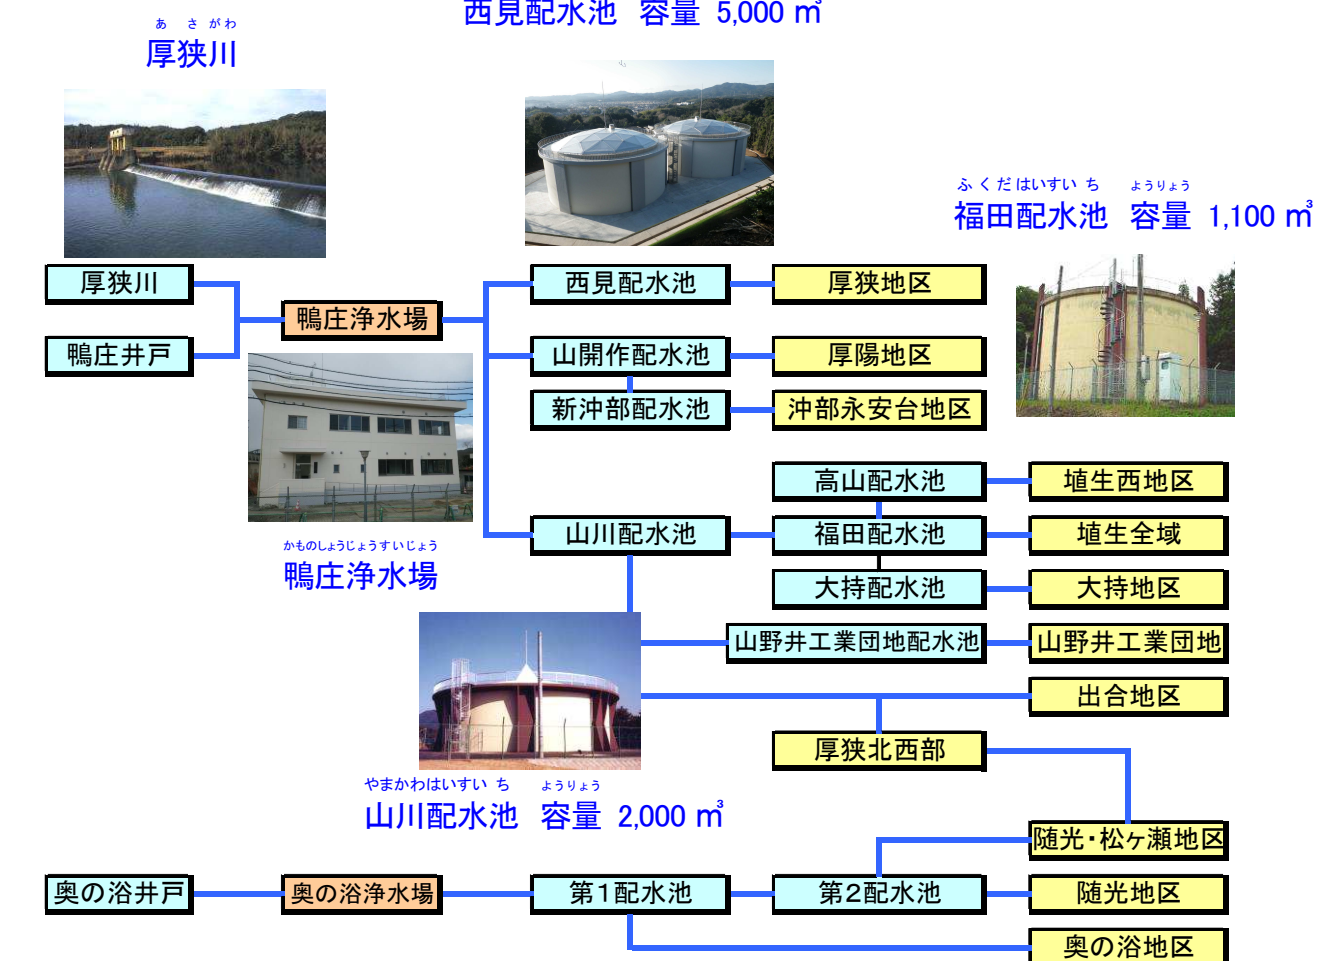 西見配水池 容量 5,000 ㎥
あさがわ
厚狭川
ふくだはいすいち ようりょう
福田配水池 容量 1,100 ㎥
厚狭川
西見配水池
厚狭地区
鴨庄浄水場
鴨庄井戸
山開作配水池
厚陽地区
新沖部配水池
沖部永安台地区
高山配水池
埴生西地区
山川配水池
福田配水池
埴生全域
かものしょうじょうすいじょう
鴨庄浄水場
大持配水池
大持地区
山野井工業団地配水池
山野井工業団地
出合地区
厚狭北西部
やまかわはいすいち ようりょう
山川配水池 容量 2,000 ㎥
随光・松ヶ瀬地区
奥の浴井戸
奥の浴浄水場
第1配水池
第2配水池
随光地区
奥の浴地区